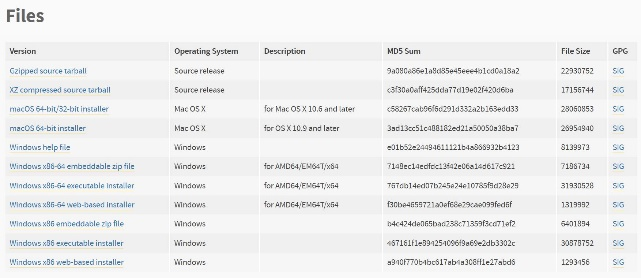 Files
Version Operating System Description MD5 Sum File Size GPG
Gzipped source tarball Source release 9a080a86e1a8d85e45eee4b1cd0a18a2 22930752 SIG
XZ compressed source tarball Source release c3f30a0aff425dda77d19e02f420d6ba 17156744 SIG
macOS 64-bit/32-bit installer Mac OS X for Mac OS X 10.6 and later c58267cab96f6d291d332a2b163edd33 28060853 SIG
macOS 64-bit installer Mac OS X for OS X 10.9 and later 3ad13cc51c488182ed21a50050a38ba7 26954940 SIG
Windows help file Windows e01b52e24494611121b4a866932b4123 8139973 SIG
Windows x86-64 embeddable zip file Windows for AMD64/EM64T/x64 7148ec14edfdc13f42e06a14d617c921 7186734 SIG
Windows x86-64 executable installer Windows for AMD64/EM64T/x64 767db14ed07b245e24e10785f9d28e29 31930528 SIG
Windows x86-64 web-based installer Windows for AMD64/EM64T/x64 f30be4659721a0ef68e29cae099fed6f 1319992 SIG
Windows x86 embeddable zip file Windows b4c424de065bad238c71359f3cd71ef2 6401894 SIG
Windows x86 executable installer Windows 467161f1e894254096f9a69e2db3302c 30878752 SIG
Windows x86 web-based installer Windows a940f770b4bc617ab4a308ff1e27abd6 1293456 SIG